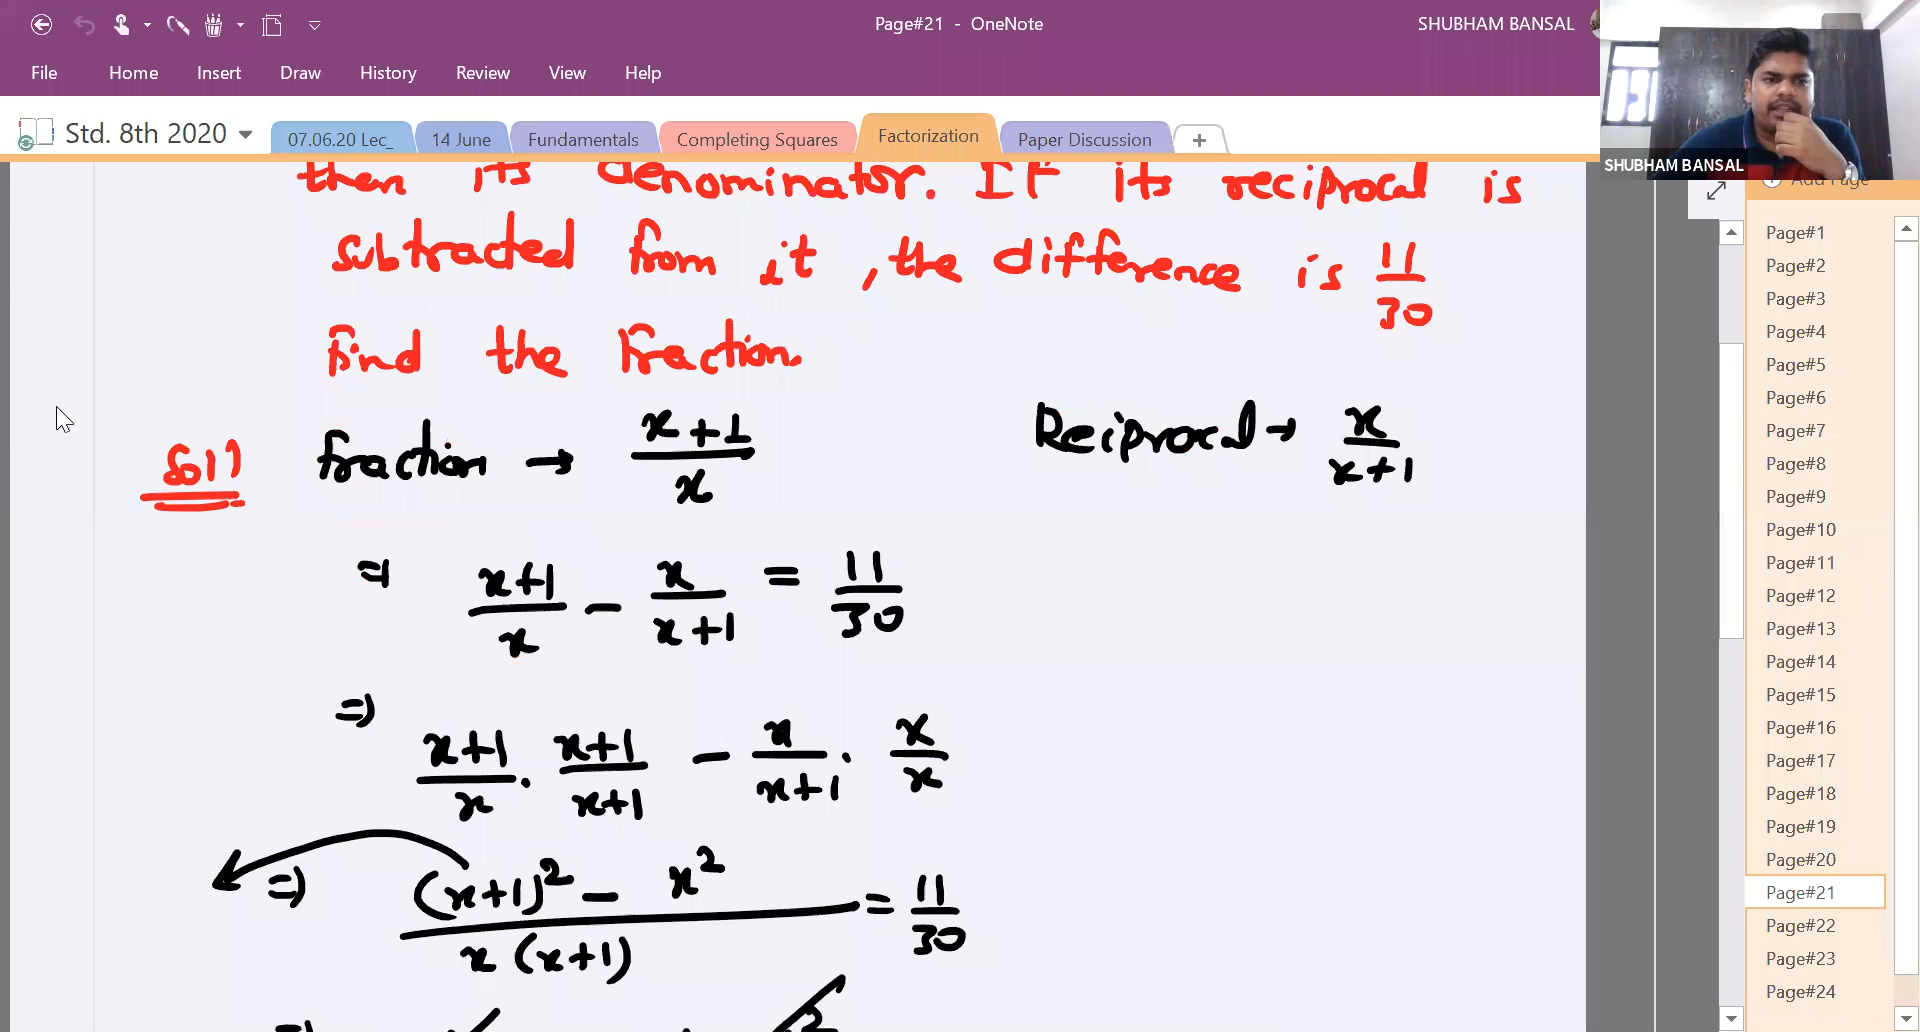 Page#21 - OneNote
SHUBHAM BANSAL
File Home Insert Draw History Review View Help
Std. 8th 2020
07.06.20 Lec_ 14 June Fundamentals Completing Squares Factorization Paper Discussion +
SHUBHAM BANSAL
Add Page
then its denominator. If its reciprocal is
subtracted from it, the difference is 11/30
find the fraction.
Sol? fraction → (x+1)/x Reciprocal → x/(x+1)
⇒ (x+1)/x - x/(x+1) = 11/30
⇒ (x+1)/x · (x+1)/(x+1) - x/(x+1) · x/x
⇒ ((x+1)² - x²)/(x(x+1)) = 11/30
Page#1
Page#2
Page#3
Page#4
Page#5
Page#6
Page#7
Page#8
Page#9
Page#10
Page#11
Page#12
Page#13
Page#14
Page#15
Page#16
Page#17
Page#18
Page#19
Page#20
Page#21
Page#22
Page#23
Page#24